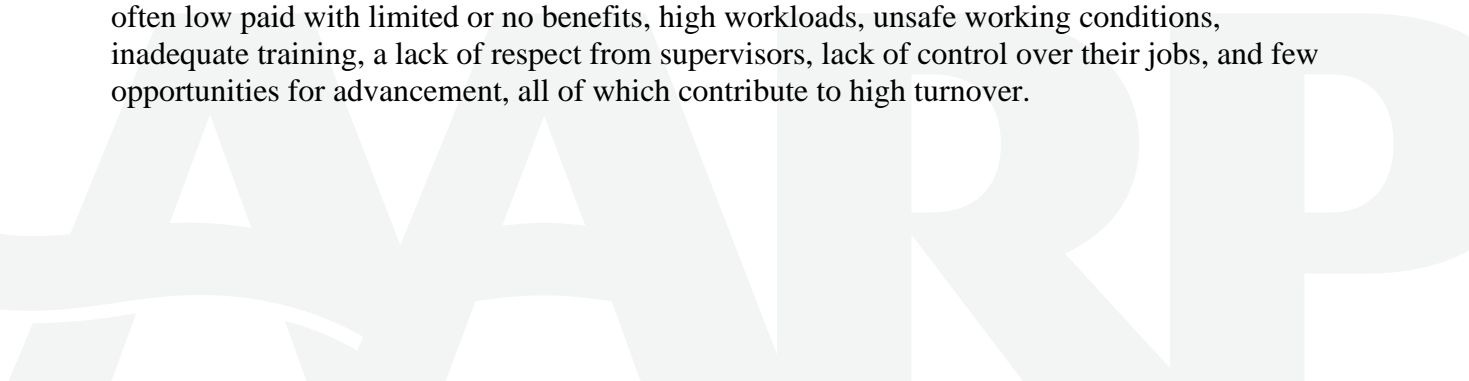 often low paid with limited or no benefits, high workloads, unsafe working conditions,
inadequate training, a lack of respect from supervisors, lack of control over their jobs, and few
opportunities for advancement, all of which contribute to high turnover.
AARP